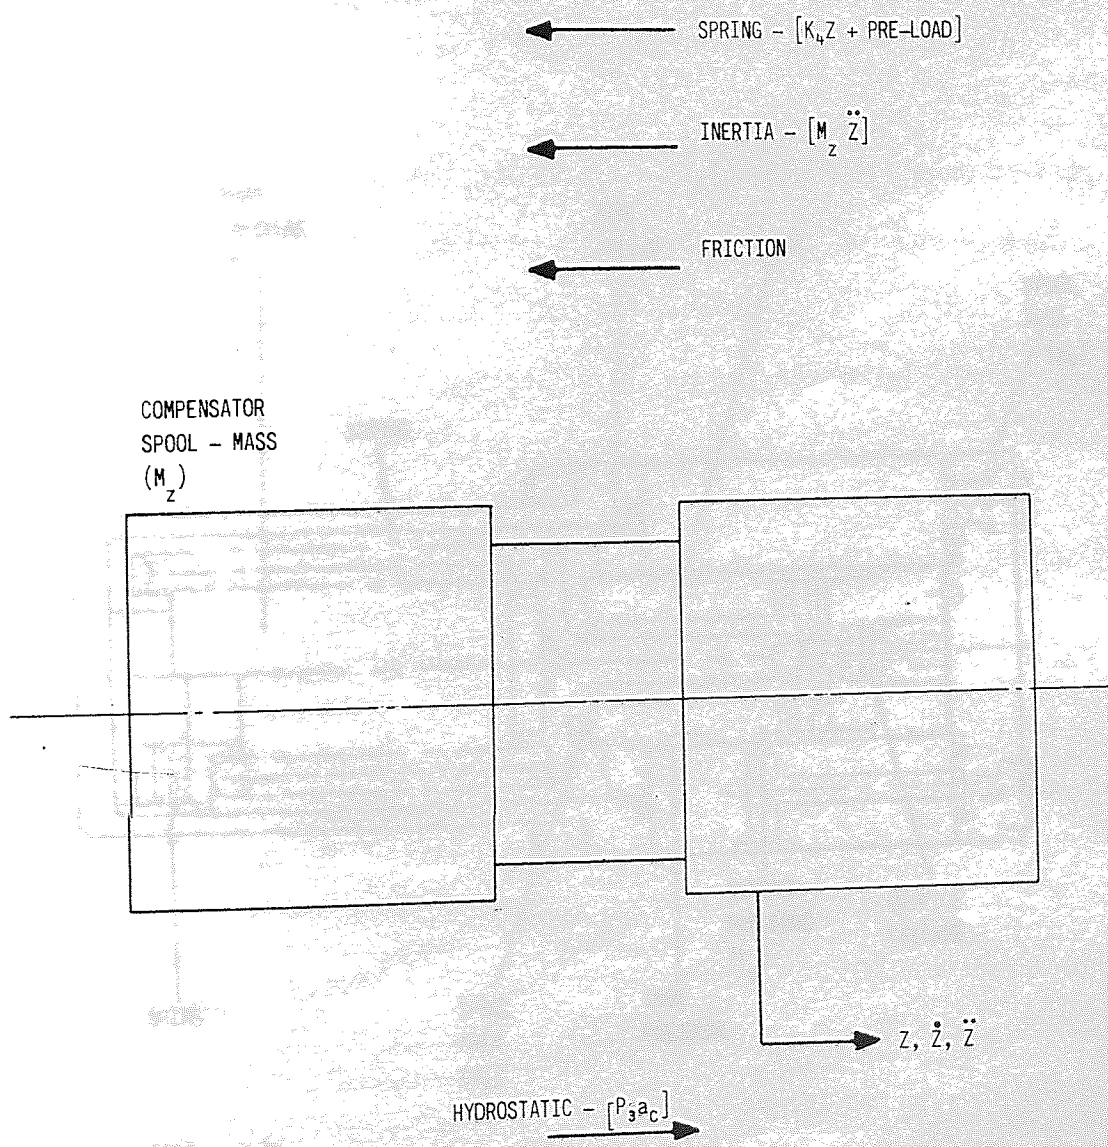 SPRING - [K₄Z + PRE-LOAD]
INERTIA - [M_z Z̈]
FRICTION
COMPENSATOR
SPOOL - MASS
(M_z)
Z, Ż, Z̈
HYDROSTATIC - [P₃a_c]